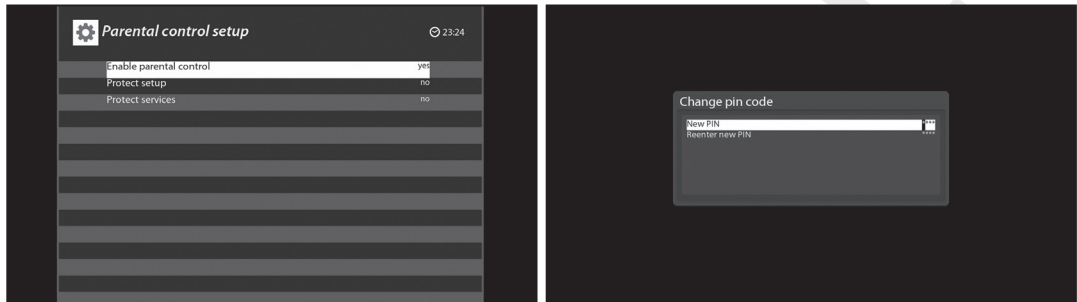 Parental control setup 23:24
Enable parental control yes
Protect setup no
Protect services no
Change pin code
New PIN ****
Reenter new PIN ****